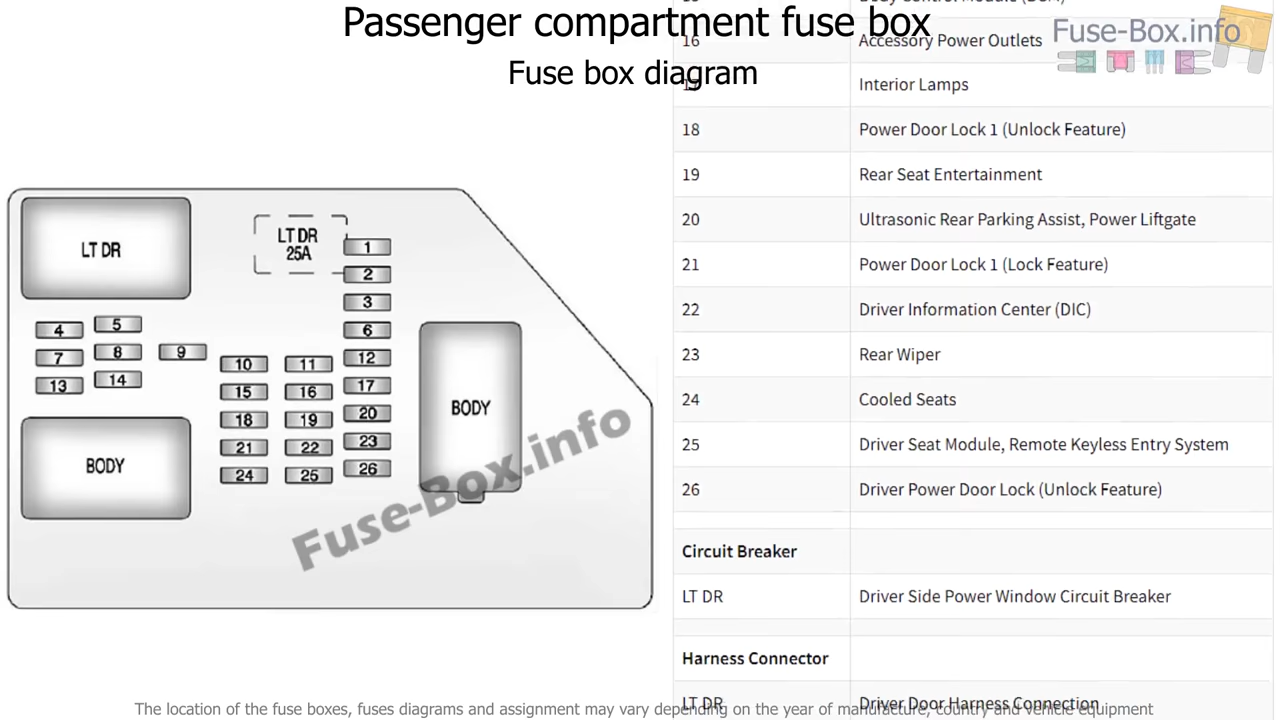 Passenger compartment fuse box
Fuse box diagram
Fuse-Box.info
LT DR
LT DR
25A
1
2
3
4
5
6
7
8
9
10
11
12
13
14
15
16
17
18
19
20
21
22
23
24
25
26
BODY
BODY
Fuse-Box.info
16 Accessory Power Outlets
17 Interior Lamps
18 Power Door Lock 1 (Unlock Feature)
19 Rear Seat Entertainment
20 Ultrasonic Rear Parking Assist, Power Liftgate
21 Power Door Lock 1 (Lock Feature)
22 Driver Information Center (DIC)
23 Rear Wiper
24 Cooled Seats
25 Driver Seat Module, Remote Keyless Entry System
26 Driver Power Door Lock (Unlock Feature)
Circuit Breaker
LT DR Driver Side Power Window Circuit Breaker
Harness Connector
LT DR Driver Door Harness Connection
The location of the fuse boxes, fuses diagrams and assignment may vary depending on the year of manufacture, country and vehicle equipment